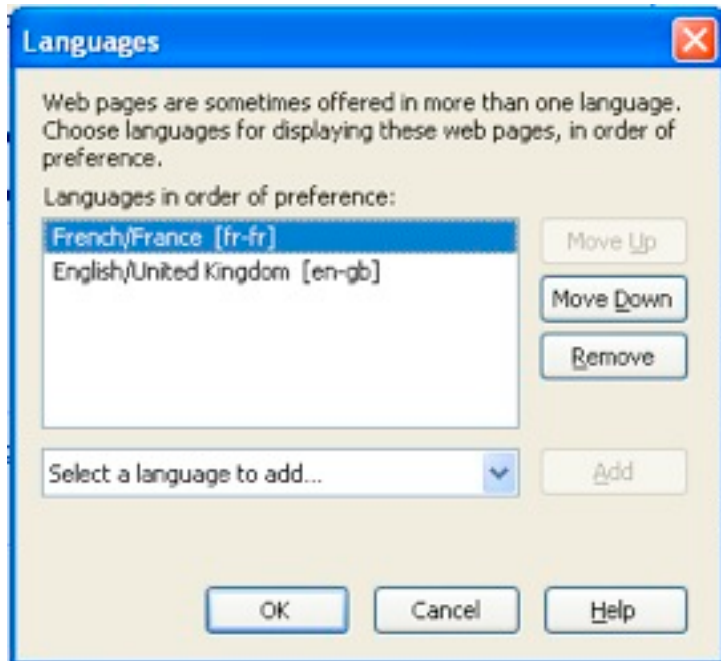 Languages
Web pages are sometimes offered in more than one language.
Choose languages for displaying these web pages, in order of
preference.
Languages in order of preference:
French/France [fr-fr]
English/United Kingdom [en-gb]
Move Up
Move Down
Remove
Select a language to add...
Add
OK
Cancel
Help